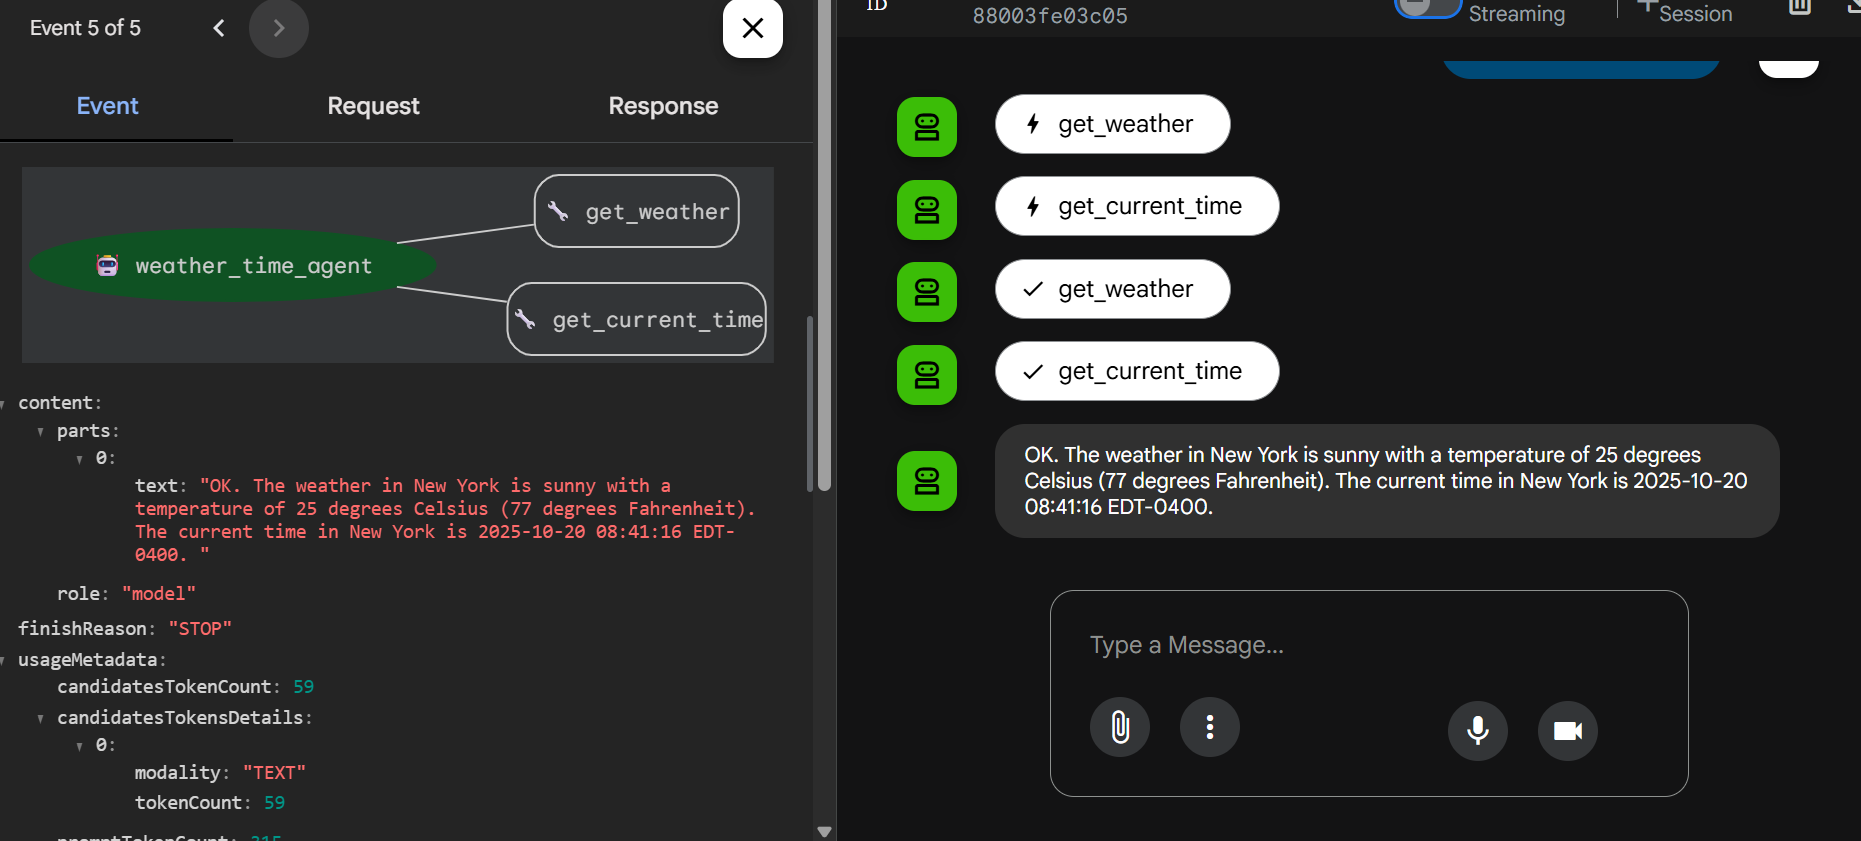 Event 5 of 5
Event
Request
Response
get_weather
weather_time_agent
get_current_time
content:
parts:
0:
text: "OK. The weather in New York is sunny with a
temperature of 25 degrees Celsius (77 degrees Fahrenheit).
The current time in New York is 2025-10-20 08:41:16 EDT-
0400. "
role: "model"
finishReason: "STOP"
usageMetadata:
candidatesTokenCount: 59
candidatesTokensDetails:
0:
modality: "TEXT"
tokenCount: 59
promptTokenCount: 315
ID
88003fe03c05
Streaming
Session
get_weather
get_current_time
get_weather
get_current_time
OK. The weather in New York is sunny with a temperature of 25 degrees
Celsius (77 degrees Fahrenheit). The current time in New York is 2025-10-20
08:41:16 EDT-0400.
Type a Message...